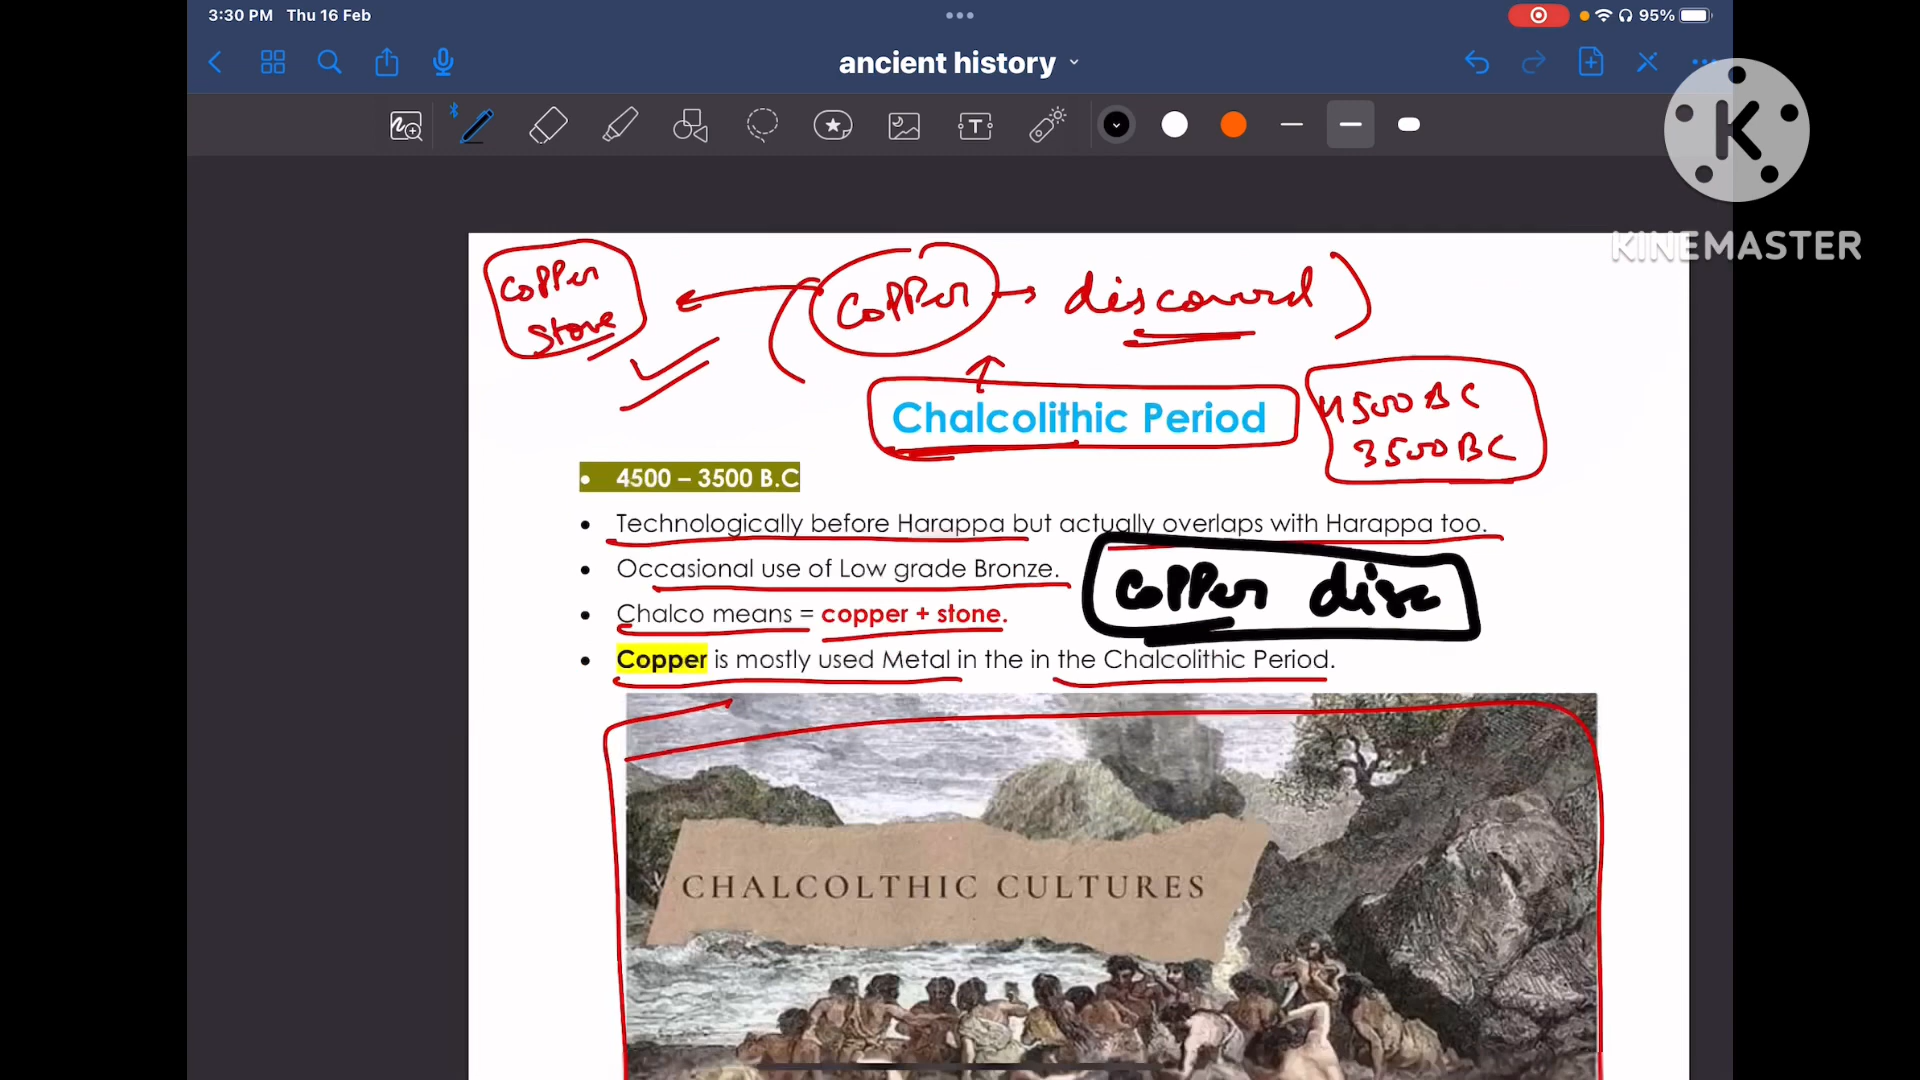 3:30 PM Thu 16 Feb
95%
ancient history
K
KINEMASTER
copper
stone
copper → discoverd
Chalcolithic Period
4500 BC
3500 BC
• 4500 – 3500 B.C
• Technologically before Harappa but actually overlaps with Harappa too.
• Occasional use of Low grade Bronze.
copper disc
• Chalco means = copper + stone.
• Copper is mostly used Metal in the in the Chalcolithic Period.
CHALCOLTHIC CULTURES